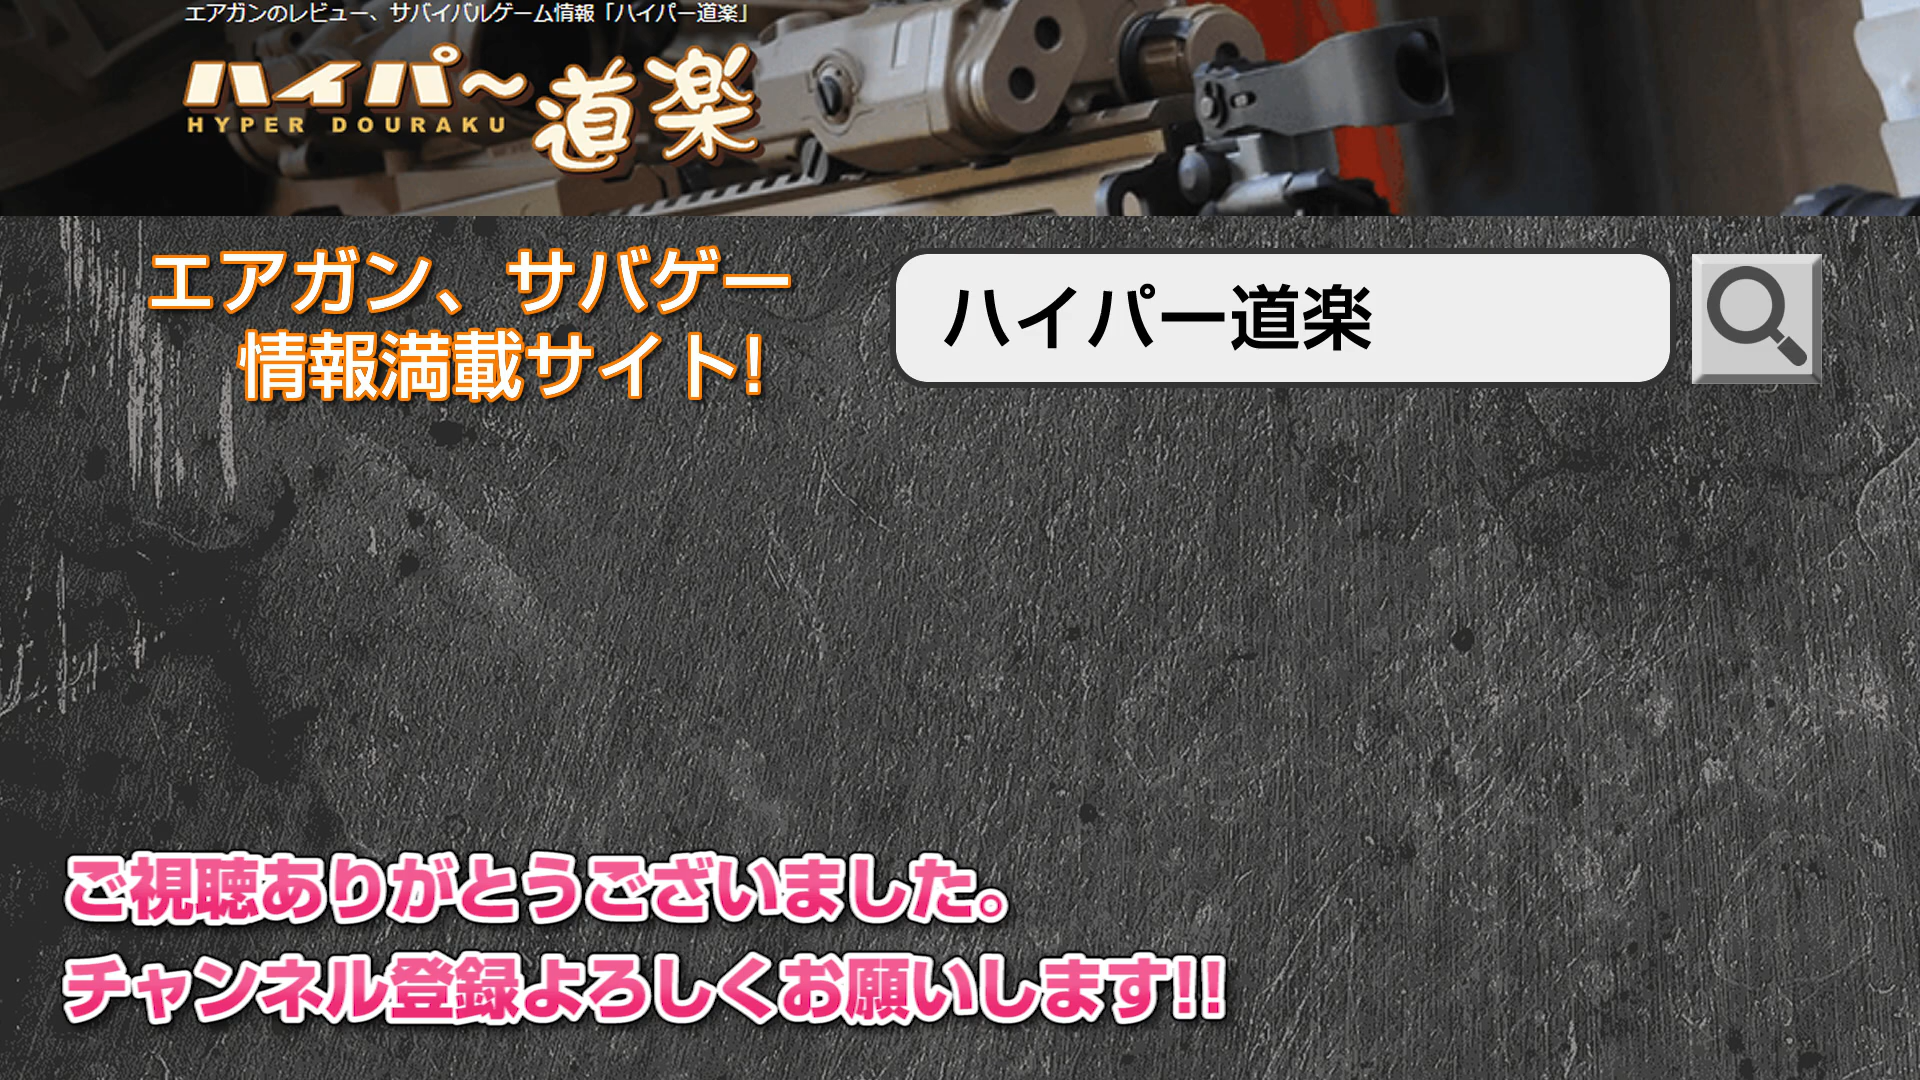 エアガンのレビュー、サバイバルゲーム情報「ハイパー道楽」
ハイパ～道楽
HYPER DOURAKU
エアガン、サバゲー
情報満載サイト!
ハイパー道楽
ご視聴ありがとうございました。
チャンネル登録よろしくお願いします!!